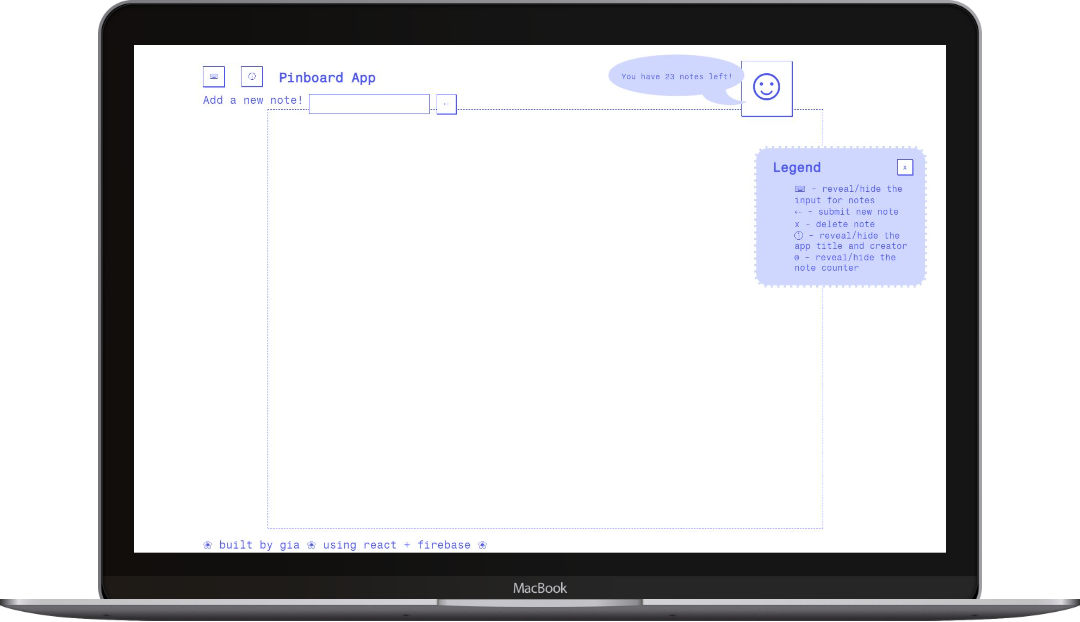 Pinboard App
You have 23 notes left!
Add a new note!
Legend
x
⌨ - reveal/hide the
input for notes
← - submit new note
x - delete note
- reveal/hide the
app title and creator
- reveal/hide the
note counter
❀ built by gia ❀ using react + firebase ❀
MacBook